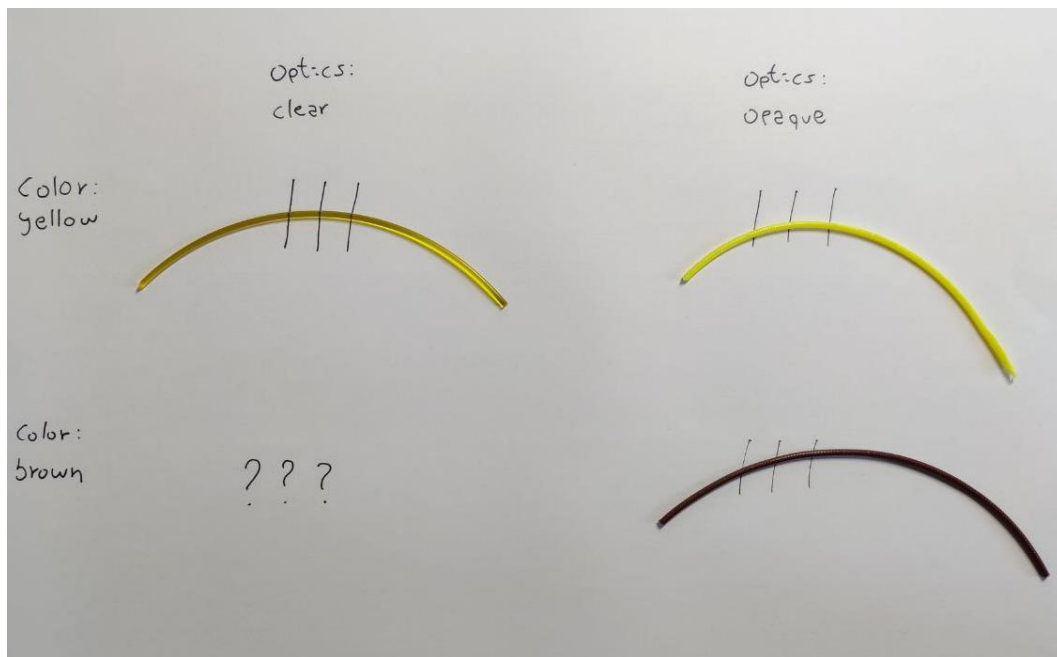 Optics:
clear
Optics:
opaque
Color:
yellow
Color:
brown
? ? ?